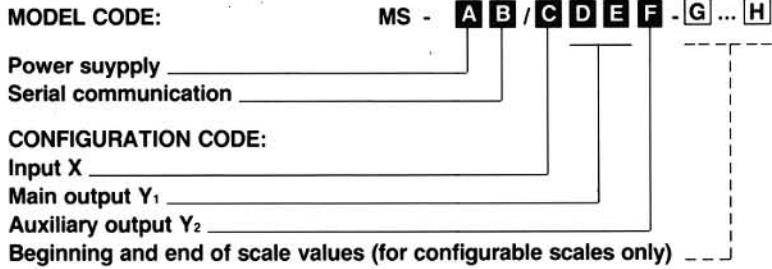 MODEL CODE: MS - A B / C D E F - G ... H
Power suypply
Serial communication
CONFIGURATION CODE:
Input X
Main output Y₁
Auxiliary output Y₂
Beginning and end of scale values (for configurable scales only)